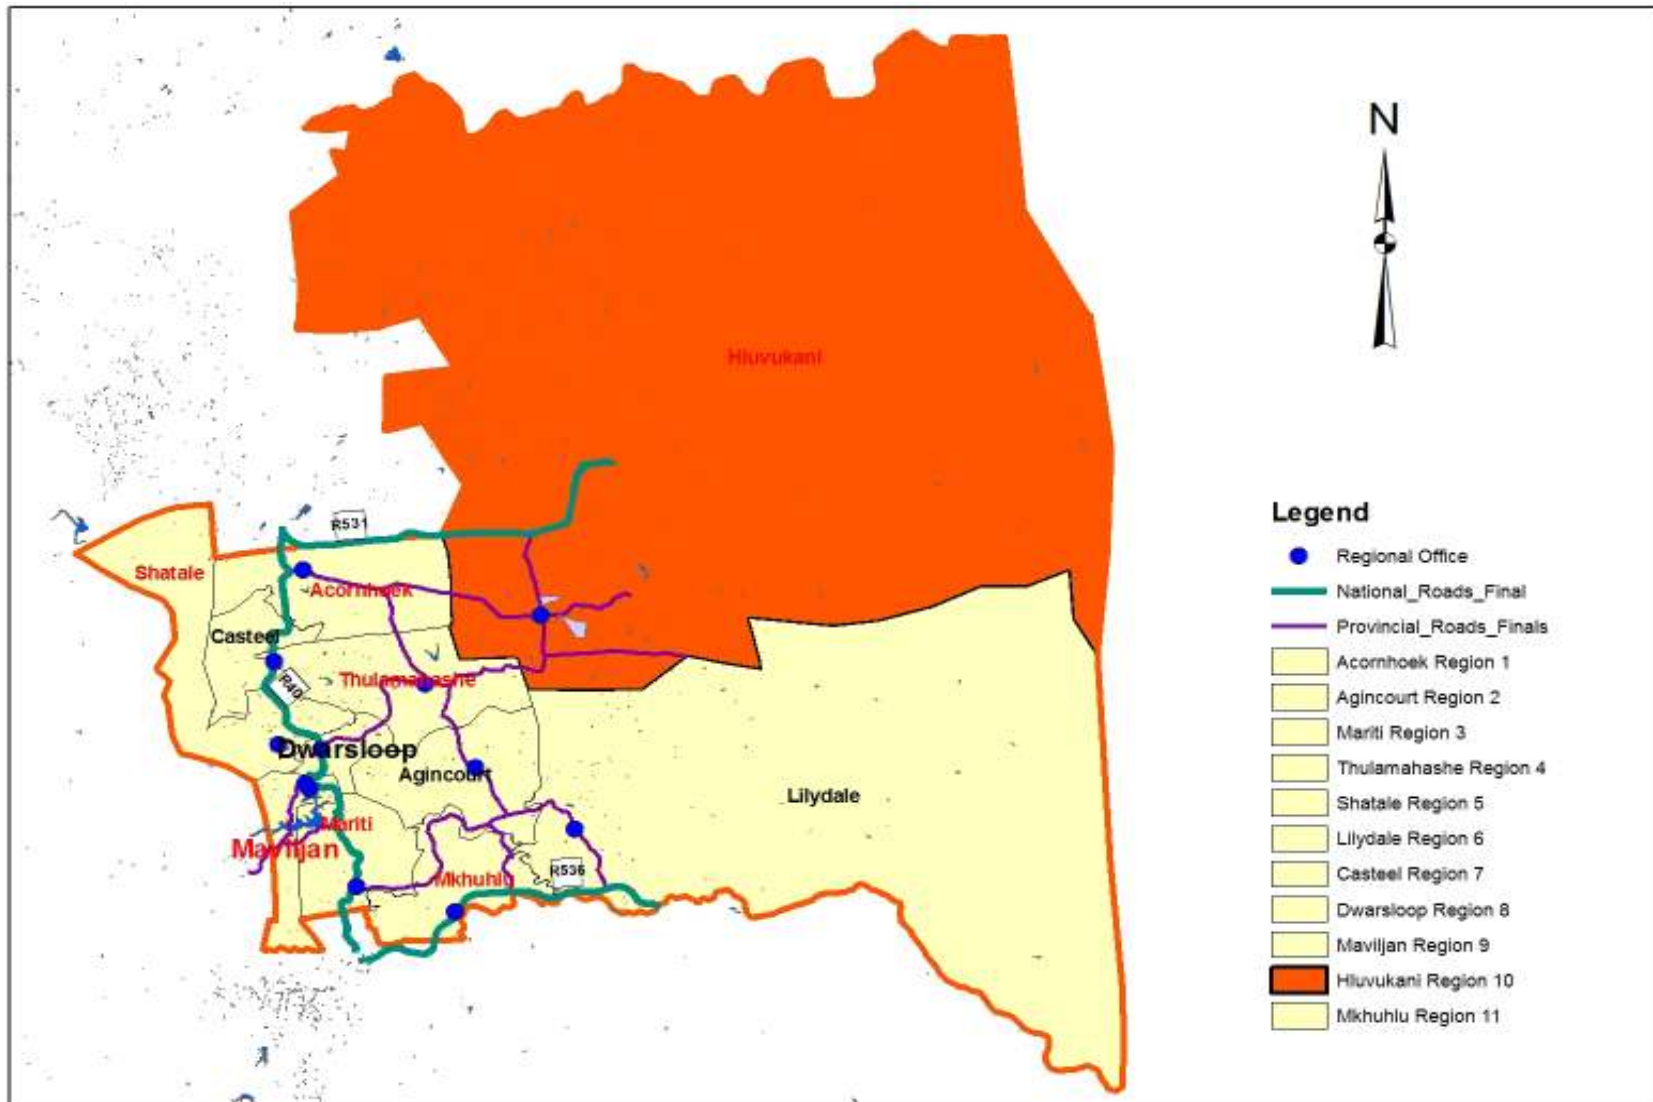 N
Hluvukani
R531
Shatale
Acornhoek
Casteel
R40
Thulamahashe
Dwarsloop
Agincourt
Lilydale
Mariti
Maviljan
Mkhuhlu
R536
Legend
Regional Office
National_Roads_Final
Provincial_Roads_Finals
Acornhoek Region 1
Agincourt Region 2
Mariti Region 3
Thulamahashe Region 4
Shatale Region 5
Lilydale Region 6
Casteel Region 7
Dwarsloop Region 8
Maviljan Region 9
Hluvukani Region 10
Mkhuhlu Region 11